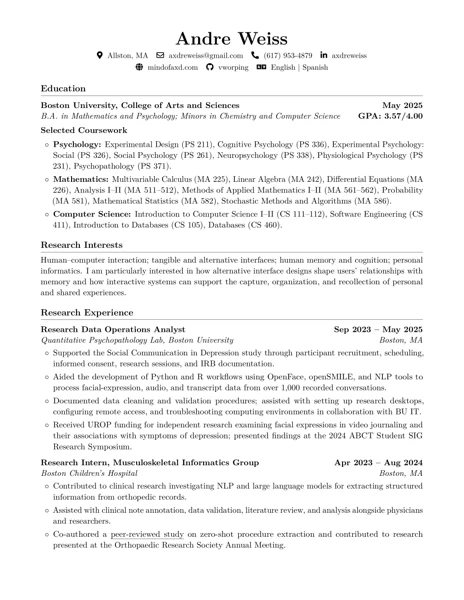 Andre Weiss
Allston, MA axdreweiss@gmail.com (617) 953-4879 axdreweiss
mindofaxd.com vworping English | Spanish
Education
Boston University, College of Arts and Sciences May 2025
B.A. in Mathematics and Psychology; Minors in Chemistry and Computer Science GPA: 3.57/4.00
Selected Coursework
◦ Psychology: Experimental Design (PS 211), Cognitive Psychology (PS 336), Experimental Psychology:
Social (PS 326), Social Psychology (PS 261), Neuropsychology (PS 338), Physiological Psychology (PS
231), Psychopathology (PS 371).
◦ Mathematics: Multivariable Calculus (MA 225), Linear Algebra (MA 242), Differential Equations (MA
226), Analysis I–II (MA 511–512), Methods of Applied Mathematics I–II (MA 561–562), Probability
(MA 581), Mathematical Statistics (MA 582), Stochastic Methods and Algorithms (MA 586).
◦ Computer Science: Introduction to Computer Science I–II (CS 111–112), Software Engineering (CS
411), Introduction to Databases (CS 105), Databases (CS 460).
Research Interests
Human–computer interaction; tangible and alternative interfaces; human memory and cognition; personal
informatics. I am particularly interested in how alternative interface designs shape users' relationships with
memory and how interactive systems can support the capture, organization, and recollection of personal
and shared experiences.
Research Experience
Research Data Operations Analyst Sep 2023 – May 2025
Quantitative Psychopathology Lab, Boston University Boston, MA
◦ Supported the Social Communication in Depression study through participant recruitment, scheduling,
informed consent, research sessions, and IRB documentation.
◦ Aided the development of Python and R workflows using OpenFace, openSMILE, and NLP tools to
process facial-expression, audio, and transcript data from over 1,000 recorded conversations.
◦ Documented data cleaning and validation procedures; assisted with setting up research desktops,
configuring remote access, and troubleshooting computing environments in collaboration with BU IT.
◦ Received UROP funding for independent research examining facial expressions in video journaling and
their associations with symptoms of depression; presented findings at the 2024 ABCT Student SIG
Research Symposium.
Research Intern, Musculoskeletal Informatics Group Apr 2023 – Aug 2024
Boston Children's Hospital Boston, MA
◦ Contributed to clinical research investigating NLP and large language models for extracting structured
information from orthopedic records.
◦ Assisted with clinical note annotation, data validation, literature review, and analysis alongside physicians
and researchers.
◦ Co-authored a peer-reviewed study on zero-shot procedure extraction and contributed to research
presented at the Orthopaedic Research Society Annual Meeting.